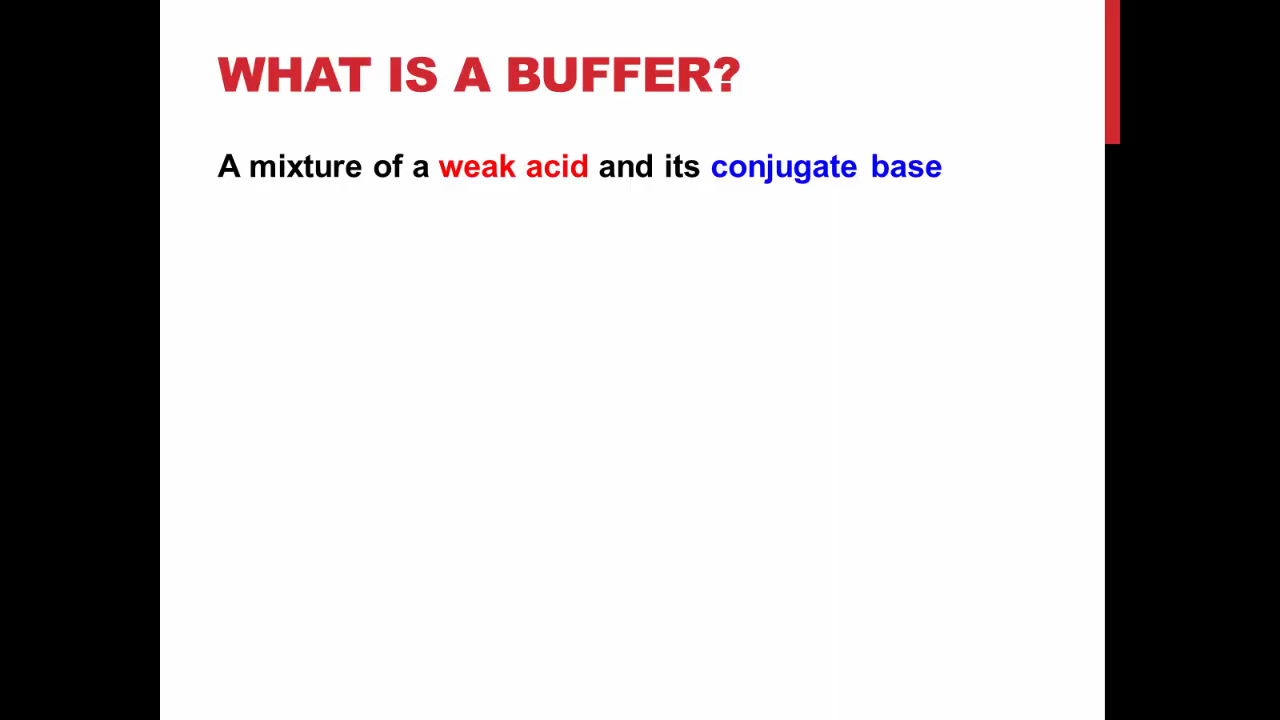 WHAT IS A BUFFER?
A mixture of a weak acid and its conjugate base